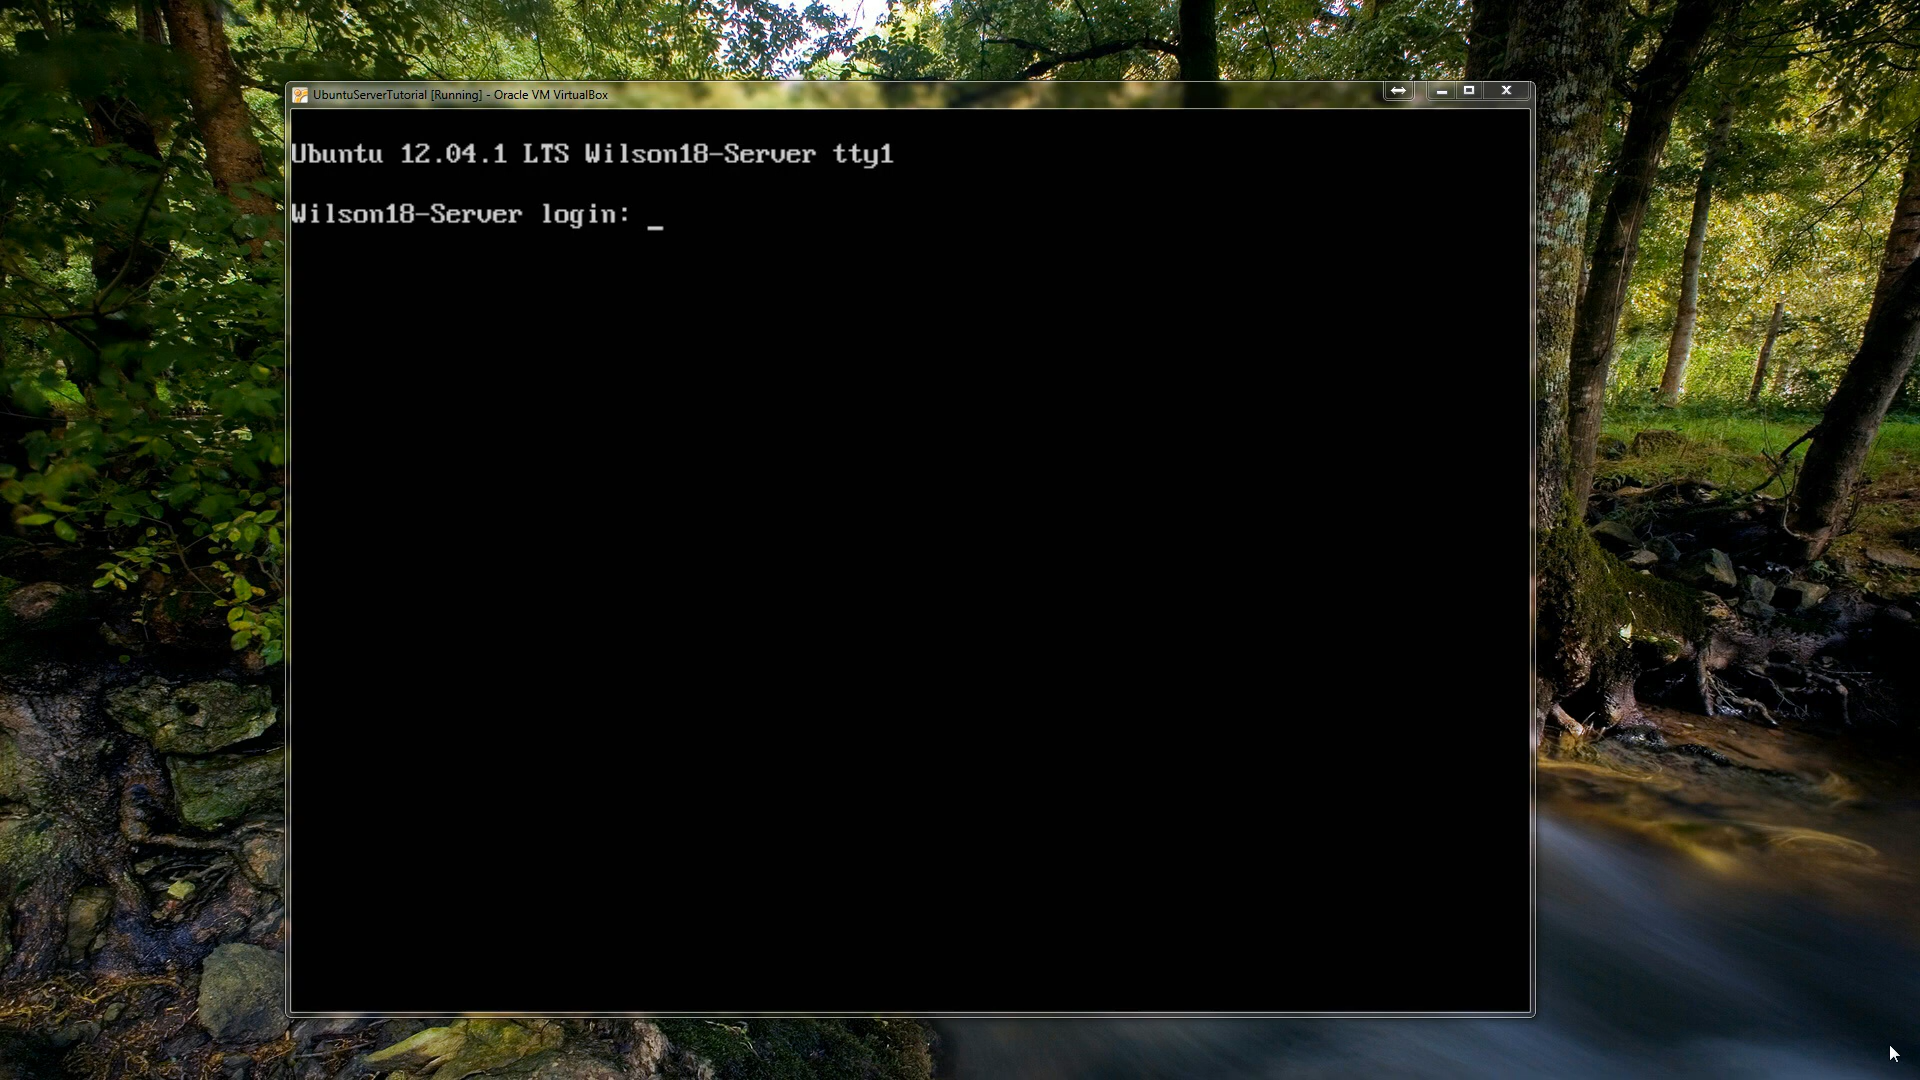 UbuntuServerTutorial [Running] - Oracle VM VirtualBox
Ubuntu 12.04.1 LTS Wilson18-Server tty1
Wilson18-Server login: _